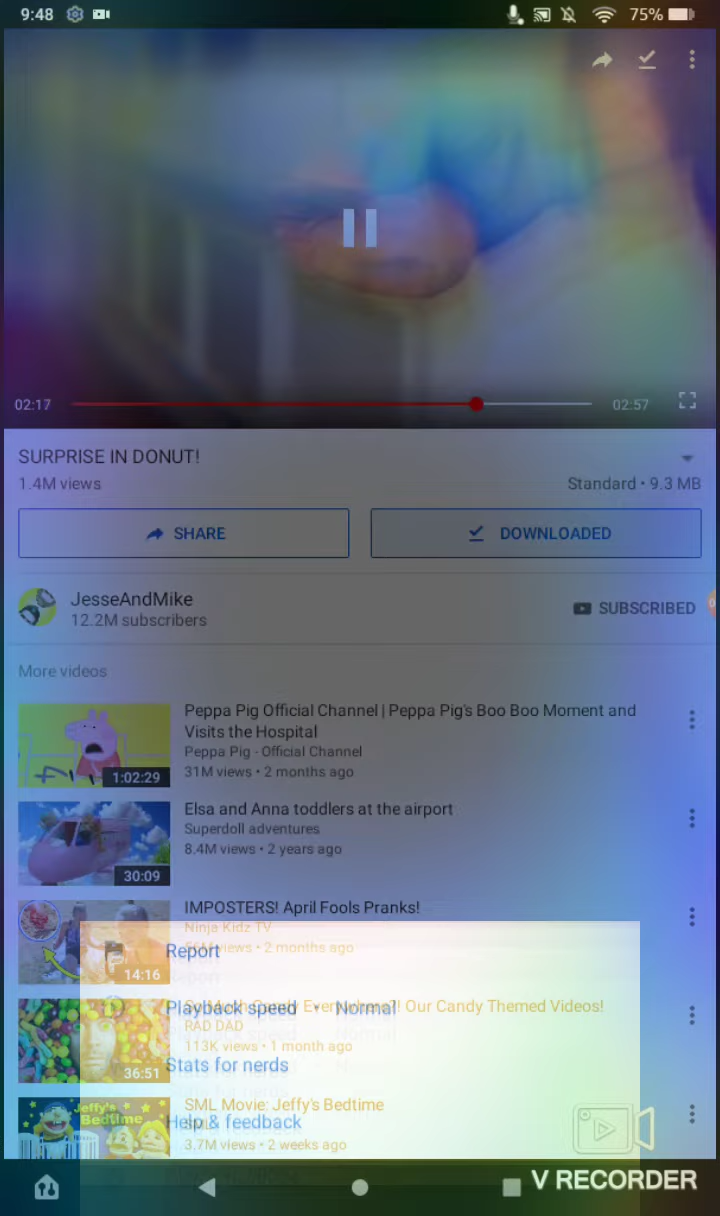 9:48
75%
02:17
02:57
SURPRISE IN DONUT!
1.4M views
Standard • 9.3 MB
SHARE
DOWNLOADED
JesseAndMike
12.2M subscribers
SUBSCRIBED
More videos
Peppa Pig Official Channel | Peppa Pig's Boo Boo Moment and
Visits the Hospital
Peppa Pig - Official Channel
31M views • 2 months ago
1:02:29
Elsa and Anna toddlers at the airport
Superdoll adventures
8.4M views • 2 years ago
30:09
IMPOSTERS! April Fools Pranks!
Ninja Kidz TV
views • 2 months ago
14:16
Report
Candy Everywhere?! Our Candy Themed Videos!
Playback speed • Normal
RAD DAD
113K views • 1 month ago
36:51
Stats for nerds
SML Movie: Jeffy's Bedtime
Jeffy's
Bedtime
Help & feedback
3.7M views • 2 weeks ago
V RECORDER